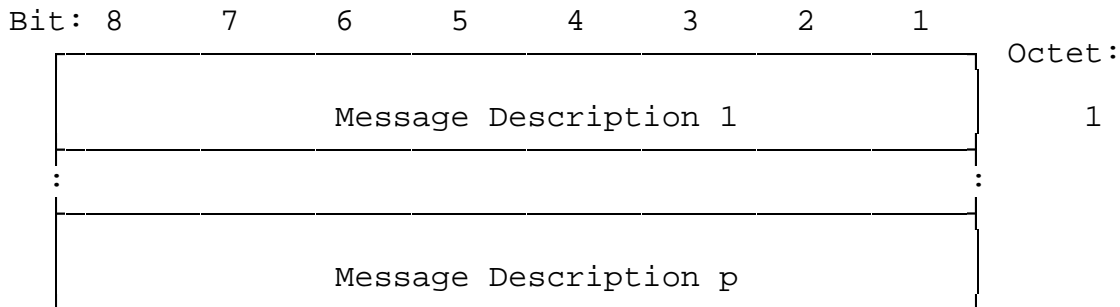 Bit: 8 7 6 5 4 3 2 1
Octet:
Message Description 1 1
: :
Message Description p